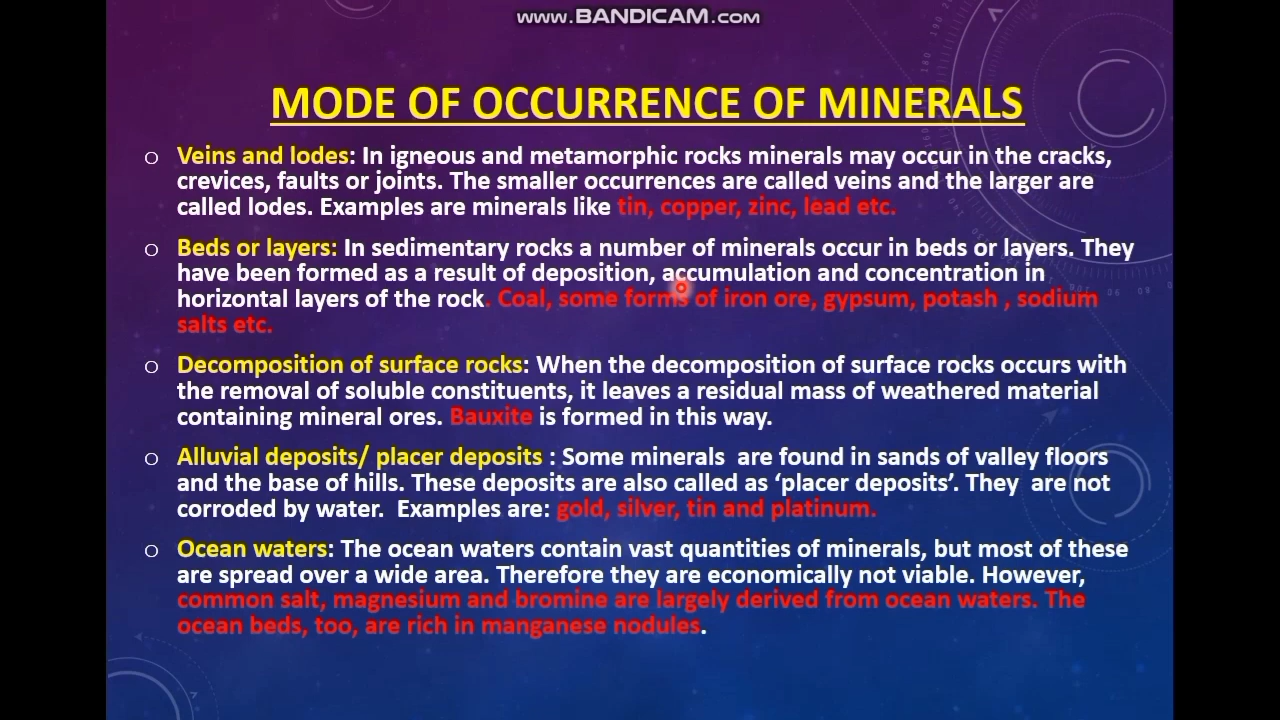 www.BANDICAM.com
MODE OF OCCURRENCE OF MINERALS
o Veins and lodes: In igneous and metamorphic rocks minerals may occur in the cracks,
crevices, faults or joints. The smaller occurrences are called veins and the larger are
called lodes. Examples are minerals like tin, copper, zinc, lead etc.
o Beds or layers: In sedimentary rocks a number of minerals occur in beds or layers. They
have been formed as a result of deposition, accumulation and concentration in
horizontal layers of the rock. Coal, some forms of iron ore, gypsum, potash , sodium
salts etc.
o Decomposition of surface rocks: When the decomposition of surface rocks occurs with
the removal of soluble constituents, it leaves a residual mass of weathered material
containing mineral ores. Bauxite is formed in this way.
o Alluvial deposits/ placer deposits : Some minerals  are found in sands of valley floors
and the base of hills. These deposits are also called as ‘placer deposits’. They  are not
corroded by water.  Examples are: gold, silver, tin and platinum.
o Ocean waters: The ocean waters contain vast quantities of minerals, but most of these
are spread over a wide area. Therefore they are economically not viable. However,
common salt, magnesium and bromine are largely derived from ocean waters. The
ocean beds, too, are rich in manganese nodules.